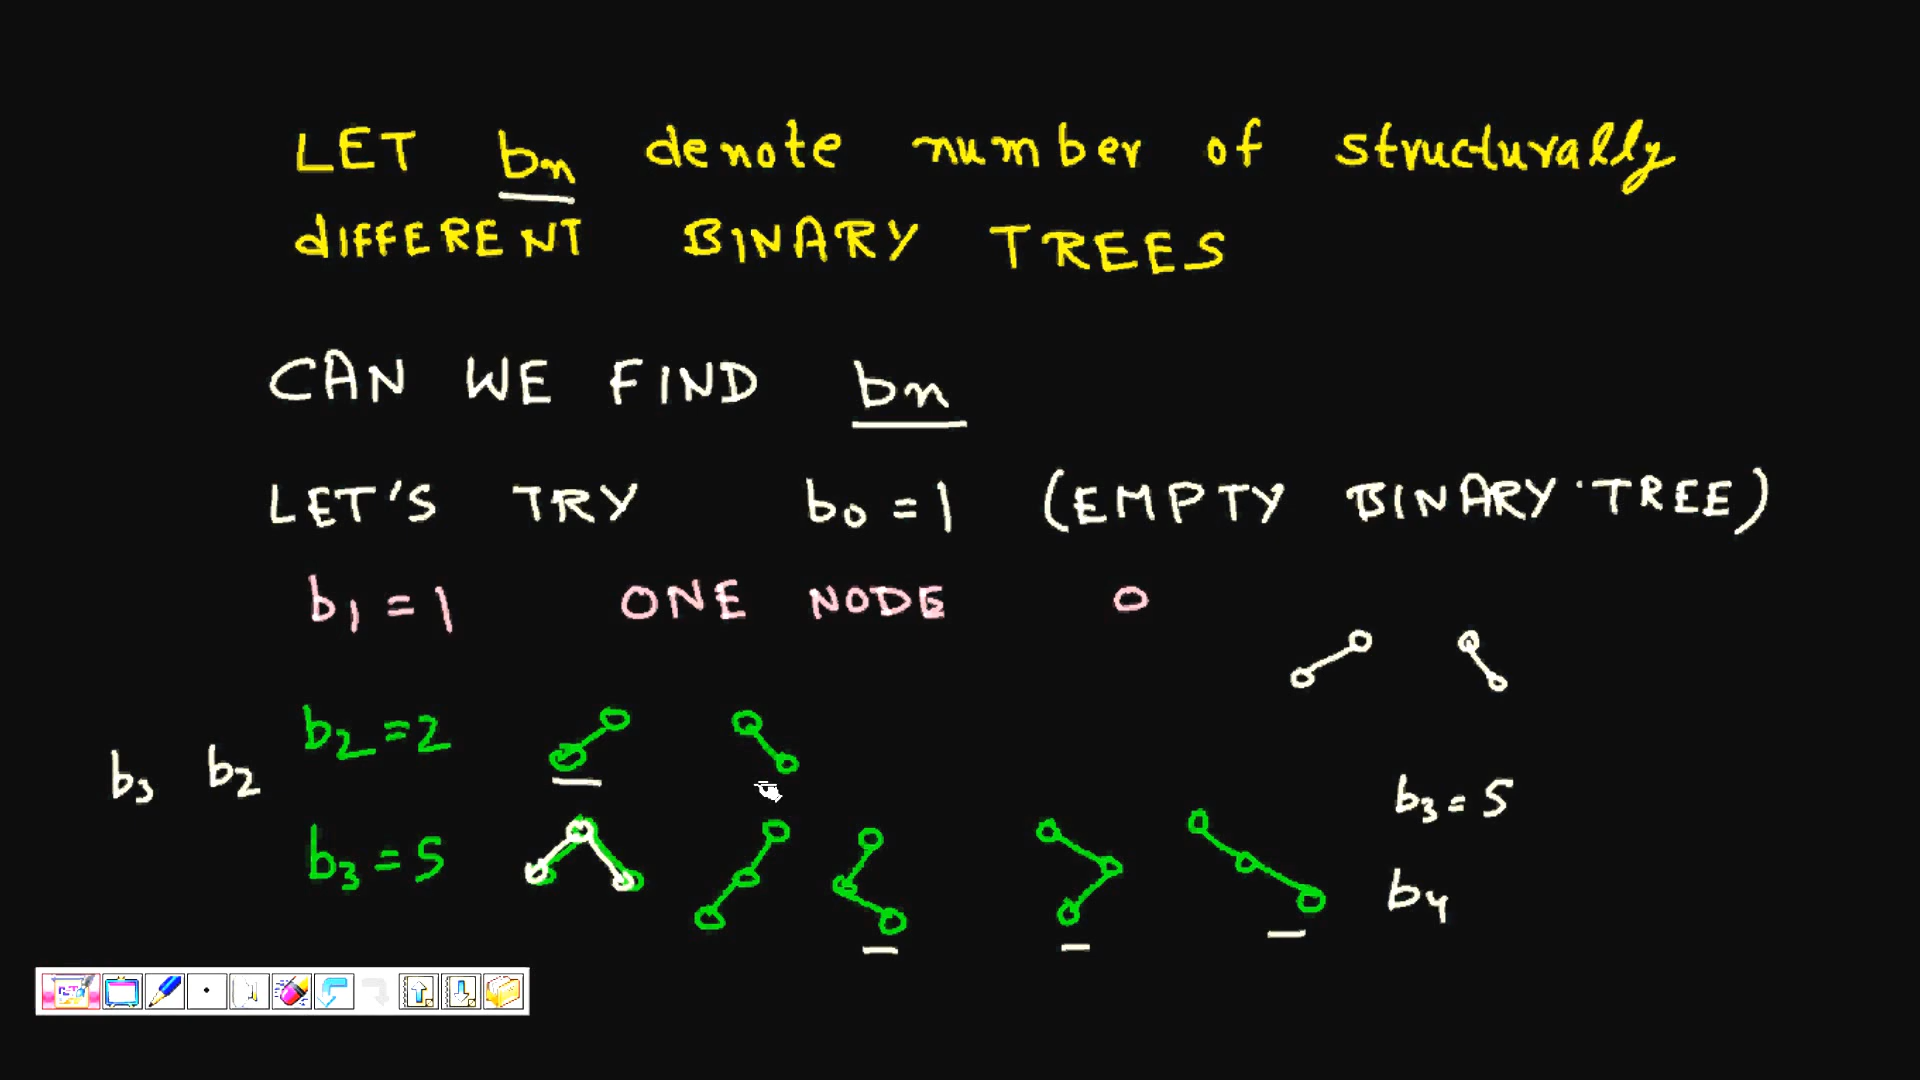 LET bn denote number of structurally
dIFFERENT BINARY TREES
CAN WE FIND bn
LET'S TRY b0 = 1 (EMPTY BINARY TREE)
b1 = 1 ONE NODE
b2 = 2
b3 b2
b3 = 5
b3 = 5
b4